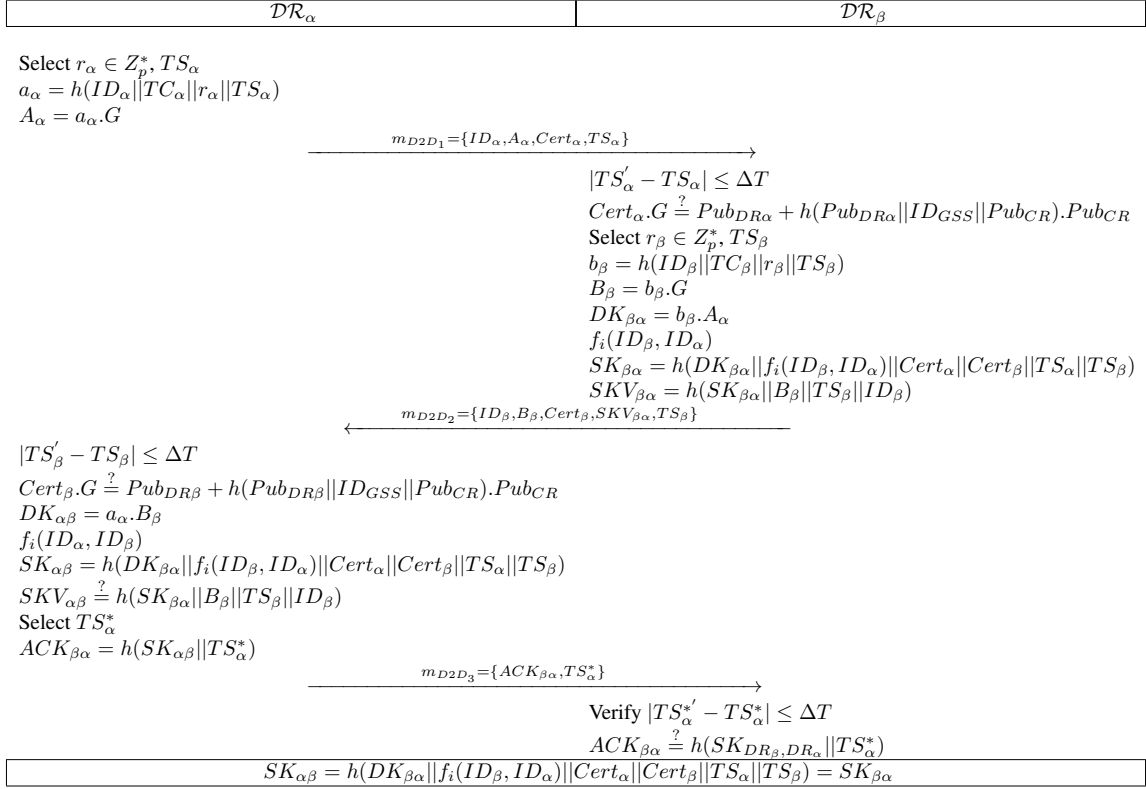 𝒟ℛ_α 𝒟ℛ_β
Select r_α ∈ Z_p^*, TS_α
a_α = h(ID_α||TC_α||r_α||TS_α)
A_α = a_α.G
m_{D2D_1}={ID_α,A_α,Cert_α,TS_α}
|TS_α^' − TS_α| ≤ ΔT
Cert_α.G ≟ Pub_{DRα} + h(Pub_{DRα}||ID_{GSS}||Pub_{CR}).Pub_{CR}
Select r_β ∈ Z_p^*, TS_β
b_β = h(ID_β||TC_β||r_β||TS_β)
B_β = b_β.G
DK_{βα} = b_β.A_α
f_i(ID_β, ID_α)
SK_{βα} = h(DK_{βα}||f_i(ID_β, ID_α)||Cert_α||Cert_β||TS_α||TS_β)
SKV_{βα} = h(SK_{βα}||B_β||TS_β||ID_β)
m_{D2D_2}={ID_β,B_β,Cert_β,SKV_{βα},TS_β}
|TS_β^' − TS_β| ≤ ΔT
Cert_β.G ≟ Pub_{DRβ} + h(Pub_{DRβ}||ID_{GSS}||Pub_{CR}).Pub_{CR}
DK_{αβ} = a_α.B_β
f_i(ID_α, ID_β)
SK_{αβ} = h(DK_{βα}||f_i(ID_β, ID_α)||Cert_α||Cert_β||TS_α||TS_β)
SKV_{αβ} ≟ h(SK_{βα}||B_β||TS_β||ID_β)
Select TS_α^*
ACK_{βα} = h(SK_{αβ}||TS_α^*)
m_{D2D_3}={ACK_{βα},TS_α^*}
Verify |TS_α^{*'} − TS_α^*| ≤ ΔT
ACK_{βα} ≟ h(SK_{DR_β,DR_α}||TS_α^*)
SK_{αβ} = h(DK_{βα}||f_i(ID_β, ID_α)||Cert_α||Cert_β||TS_α||TS_β) = SK_{βα}